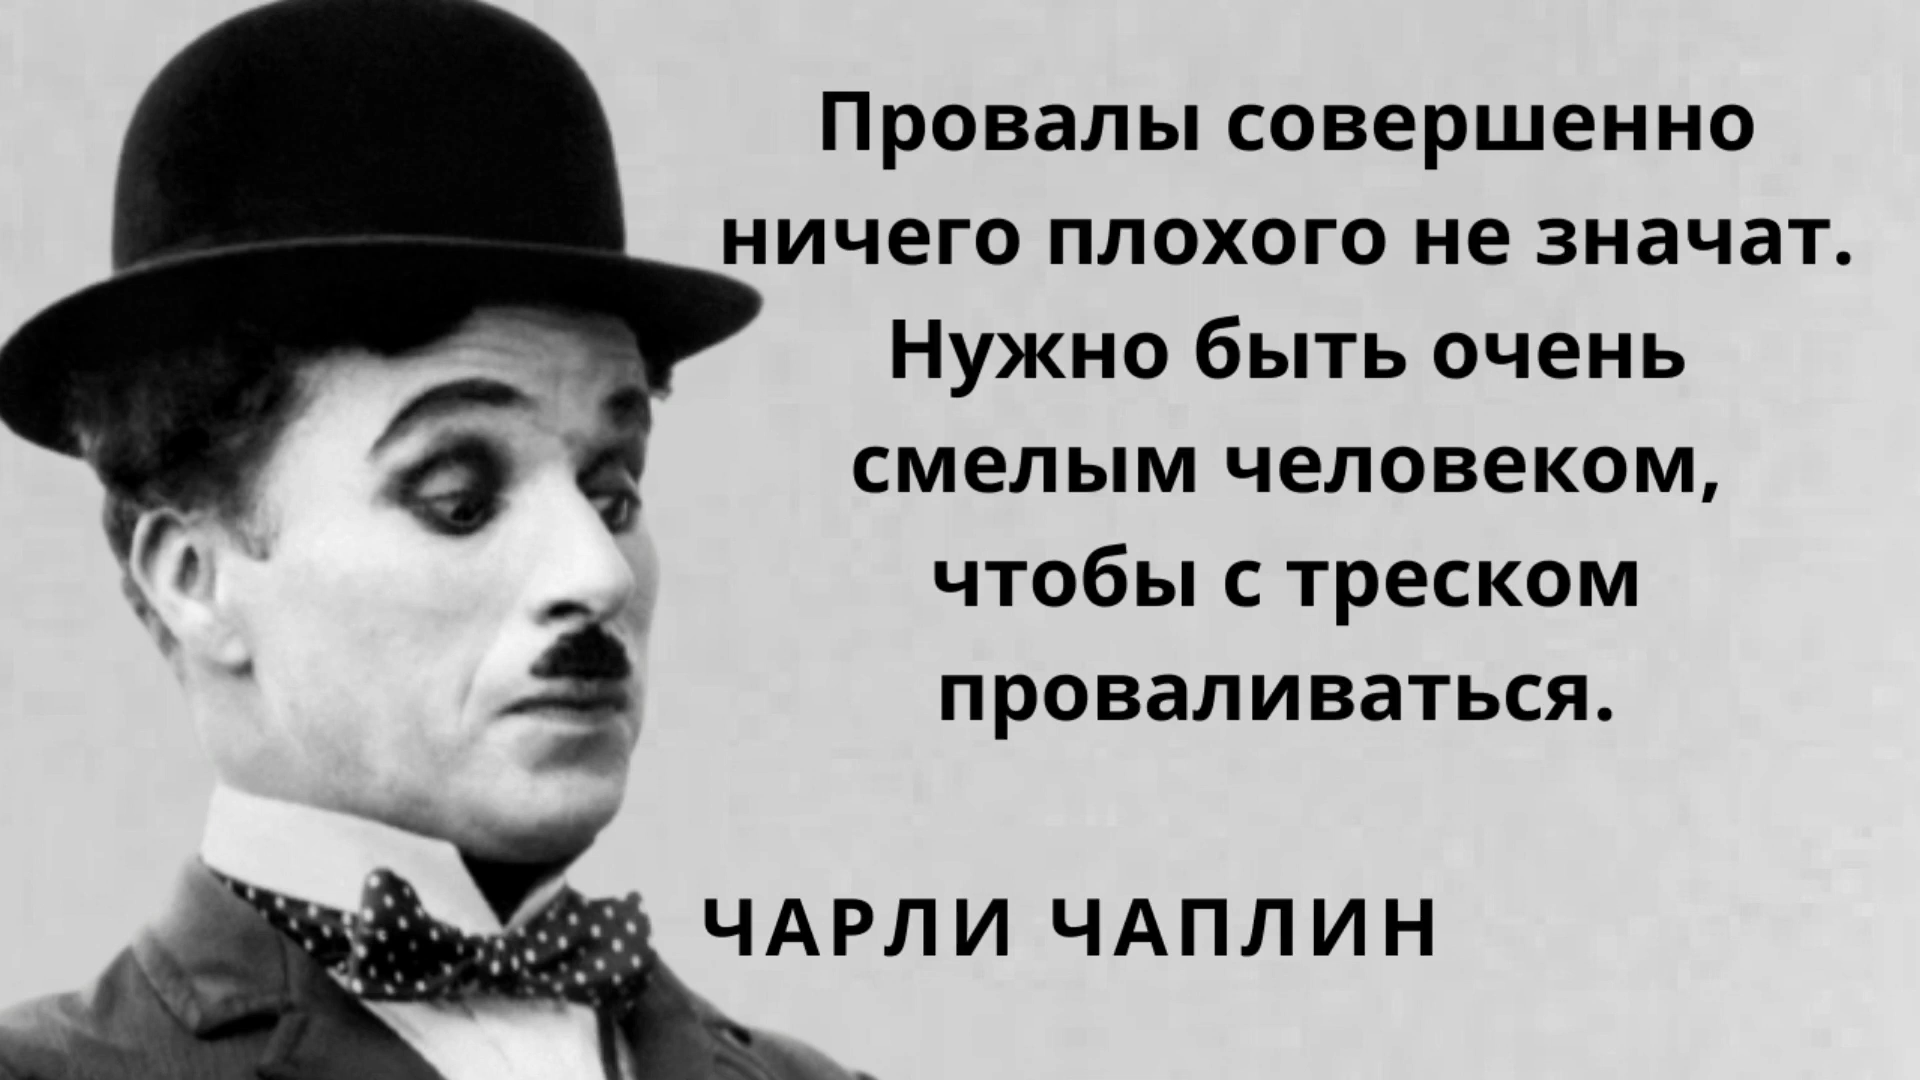 Провалы совершенно
ничего плохого не значат.
Нужно быть очень
смелым человеком,
чтобы с треском
проваливаться.
ЧАРЛИ ЧАПЛИН